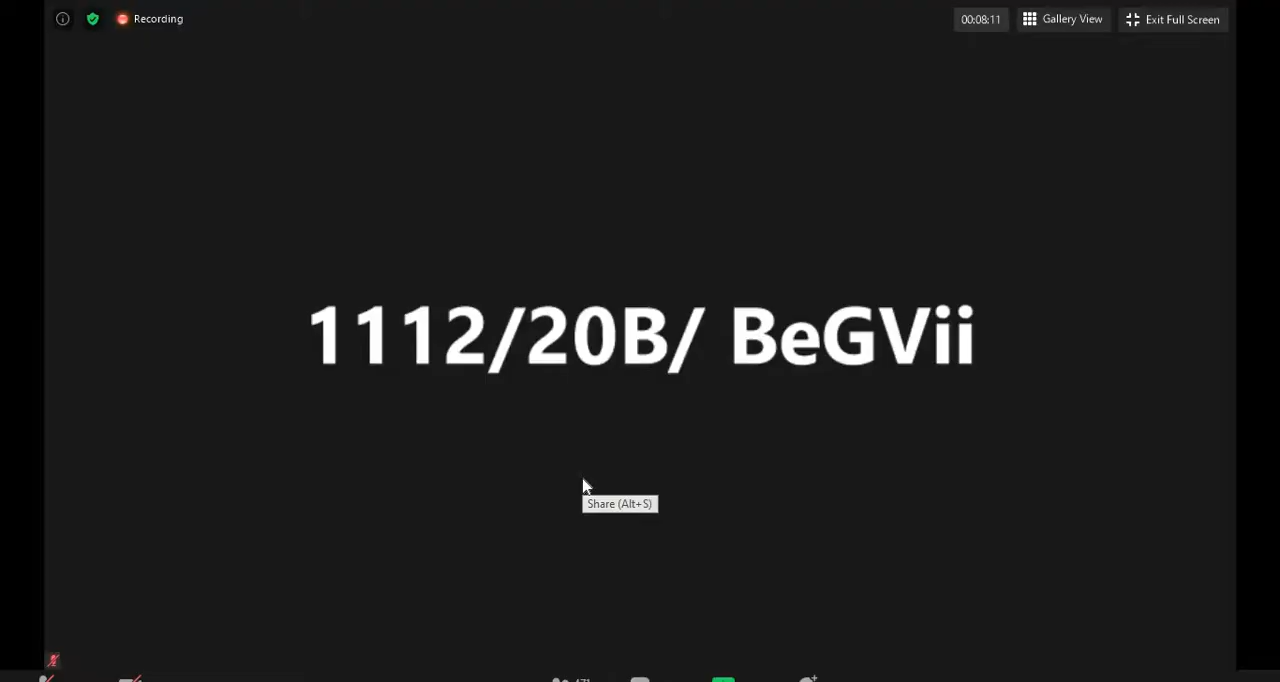 Recording
00:08:11
Gallery View
Exit Full Screen
1112/20B/ BeGVii
Share (Alt+S)